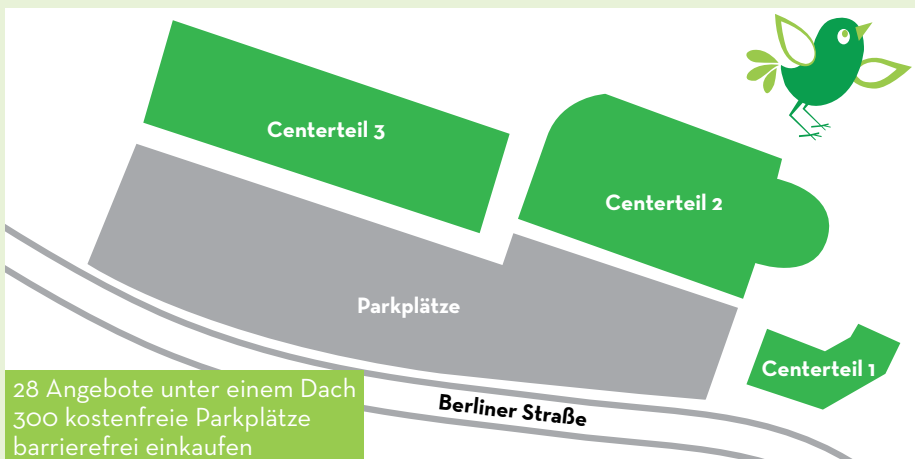 Centerteil 3
Centerteil 2
Parkplätze
Centerteil 1
Berliner Straße
28 Angebote unter einem Dach
300 kostenfreie Parkplätze
barrierefrei einkaufen